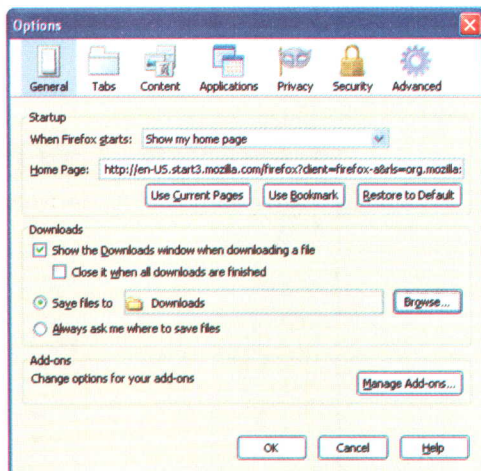 Options
General Tabs Content Applications Privacy Security Advanced
Startup
When Firefox starts: Show my home page
Home Page: http://en-US.start3.mozilla.com/firefox?client=firefox-a&rls=org.mozilla:
Use Current Pages Use Bookmark Restore to Default
Downloads
Show the Downloads window when downloading a file
Close it when all downloads are finished
Save files to Downloads Browse...
Always ask me where to save files
Add-ons
Change options for your add-ons Manage Add-ons...
OK Cancel Help